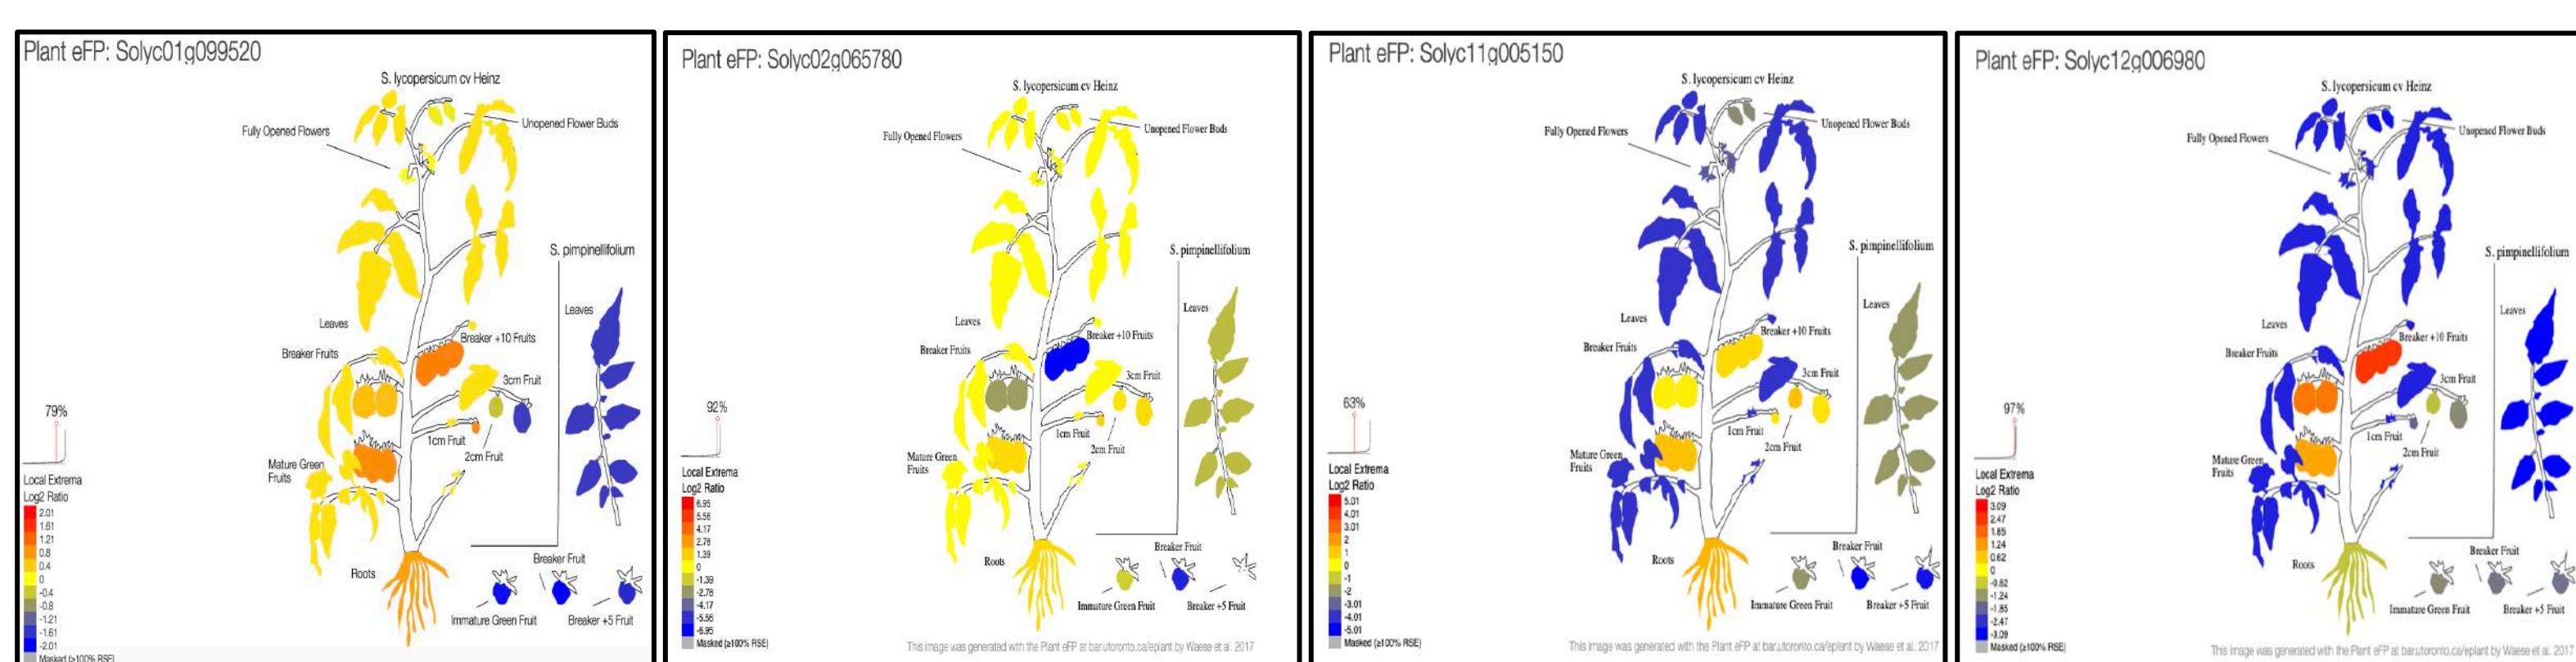 Plant eFP: Solyc01g099520
S. lycopersicum cv Heinz
Fully Opened Flowers
Unopened Flower Buds
S. pimpinellifolium
Leaves
Leaves
Breaker +10 Fruits
Breaker Fruits
3cm Fruit
79%
1cm Fruit
2cm Fruit
Mature Green
Fruits
Local Extrema
Log2 Ratio
2.01
1.61
1.21
0.8
0.4
0
-0.4
-0.8
-1.21
-1.61
-2.01
Masked (≥100% RSE)
Roots
Breaker Fruit
Immature Green Fruit
Breaker +5 Fruit
Plant eFP: Solyc02g065780
S. lycopersicum cv Heinz
Fully Opened Flowers
Unopened Flower Buds
S. pimpinellifolium
Leaves
Leaves
Breaker +10 Fruits
Breaker Fruits
3cm Fruit
92%
1cm Fruit
2cm Fruit
Mature Green
Fruits
Local Extrema
Log2 Ratio
6.95
5.56
4.17
2.78
1.39
0
-1.39
-2.78
-4.17
-5.56
-6.95
Masked (≥100% RSE)
Roots
Breaker Fruit
Immature Green Fruit
Breaker +5 Fruit
This image was generated with the Plant eFP at bar.utoronto.ca/eplant by Waese et al. 2017
Plant eFP: Solyc11g005150
S. lycopersicum cv Heinz
Fully Opened Flowers
Unopened Flower Buds
S. pimpinellifolium
Leaves
Leaves
Breaker +10 Fruits
Breaker Fruits
3cm Fruit
63%
1cm Fruit
2cm Fruit
Mature Green
Fruits
Local Extrema
Log2 Ratio
5.01
4.01
3.01
2
1
0
-1
-2
-3.01
-4.01
-5.01
Masked (≥100% RSE)
Roots
Breaker Fruit
Immature Green Fruit
Breaker +5 Fruit
This image was generated with the Plant eFP at bar.utoronto.ca/eplant by Waese et al. 2017
Plant eFP: Solyc12g006980
S. lycopersicum cv Heinz
Fully Opened Flowers
Unopened Flower Buds
S. pimpinellifolium
Leaves
Leaves
Breaker +10 Fruits
Breaker Fruits
3cm Fruit
97%
1cm Fruit
2cm Fruit
Mature Green
Fruits
Local Extrema
Log2 Ratio
3.09
2.47
1.85
1.24
0.62
0
-0.62
-1.24
-1.85
-2.47
-3.09
Masked (≥100% RSE)
Roots
Breaker Fruit
Immature Green Fruit
Breaker +5 Fruit
This image was generated with the Plant eFP at bar.utoronto.ca/eplant by Waese et al. 2017